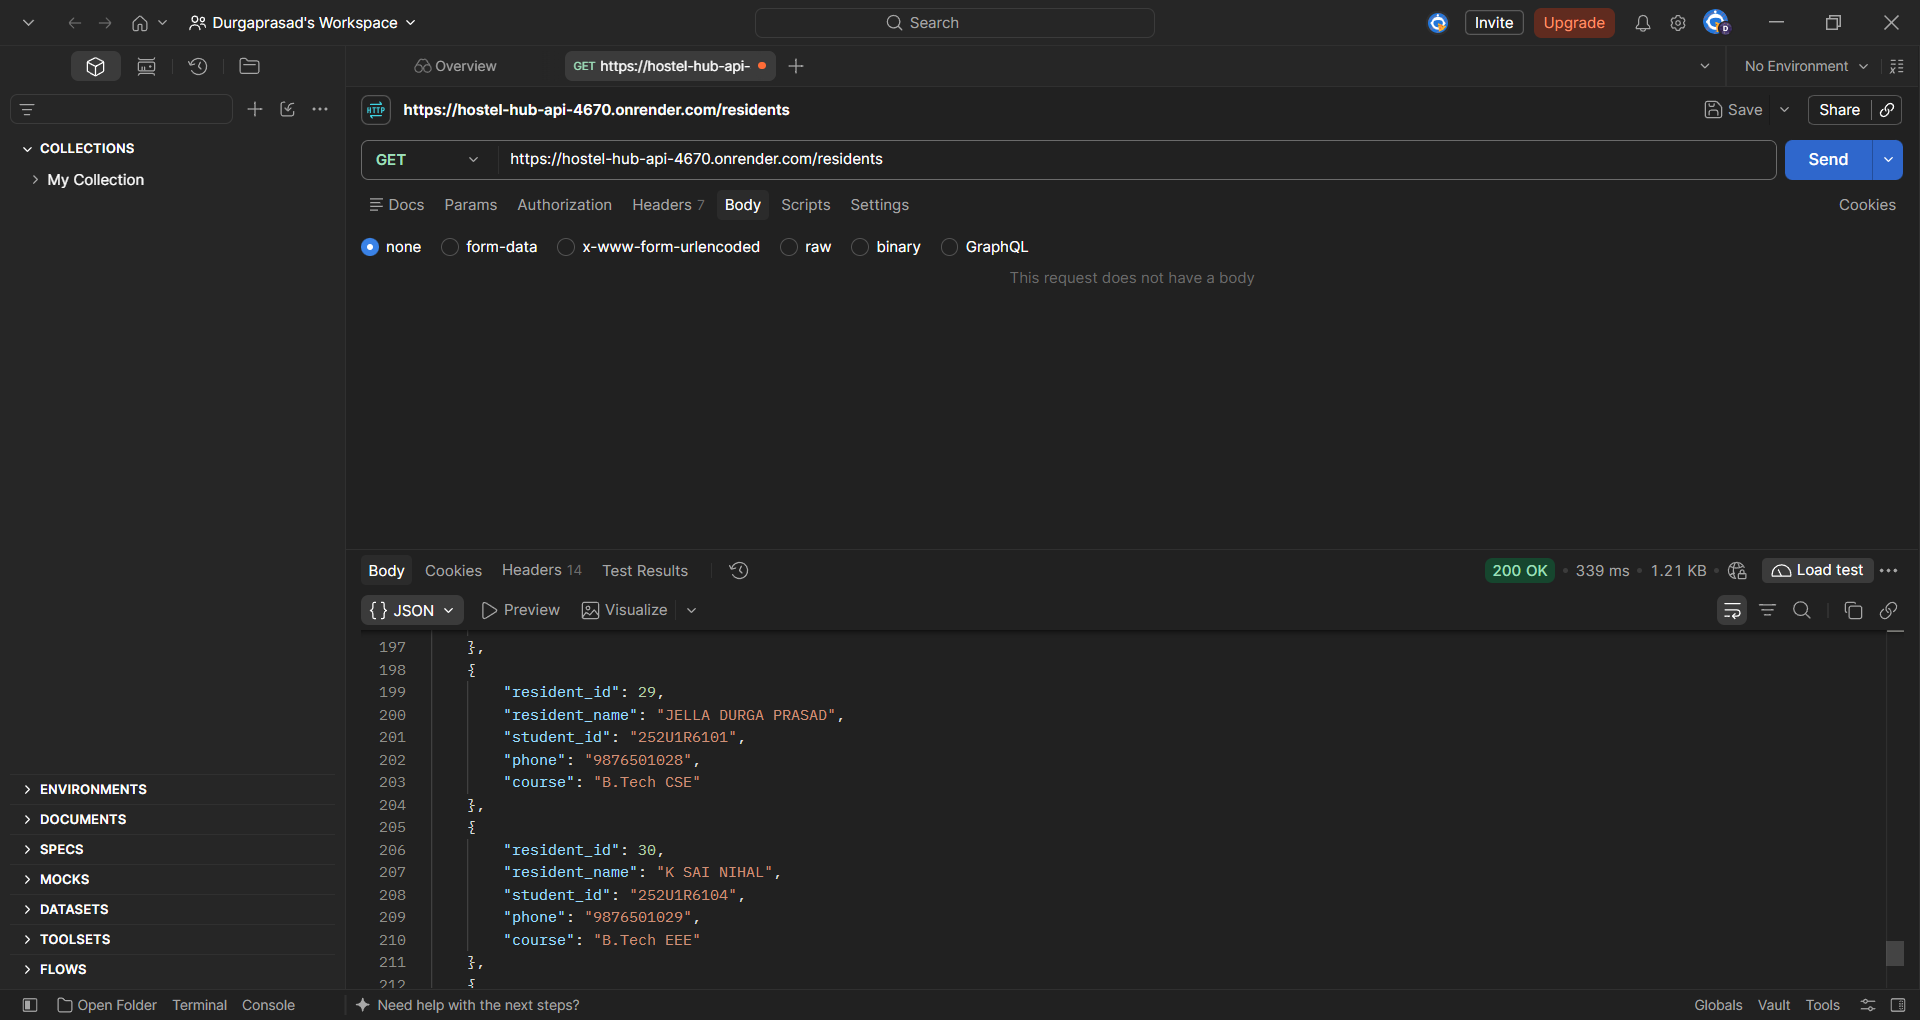 Durgaprasad's Workspace
Search
Invite
Upgrade
Overview
GET https://hostel-hub-api-
No Environment
HTTP https://hostel-hub-api-4670.onrender.com/residents
Save
Share
COLLECTIONS
My Collection
GET https://hostel-hub-api-4670.onrender.com/residents
Send
Docs Params Authorization Headers 7 Body Scripts Settings
Cookies
none form-data x-www-form-urlencoded raw binary GraphQL
This request does not have a body
Body Cookies Headers 14 Test Results
200 OK • 339 ms • 1.21 KB •
Load test
{} JSON Preview Visualize
197 },
198 {
199 "resident_id": 29,
200 "resident_name": "JELLA DURGA PRASAD",
201 "student_id": "252U1R6101",
202 "phone": "9876501028",
203 "course": "B.Tech CSE"
204 },
205 {
206 "resident_id": 30,
207 "resident_name": "K SAI NIHAL",
208 "student_id": "252U1R6104",
209 "phone": "9876501029",
210 "course": "B.Tech EEE"
211 },
212 {
ENVIRONMENTS
DOCUMENTS
SPECS
MOCKS
DATASETS
TOOLSETS
FLOWS
Open Folder Terminal Console
Need help with the next steps?
Globals Vault Tools